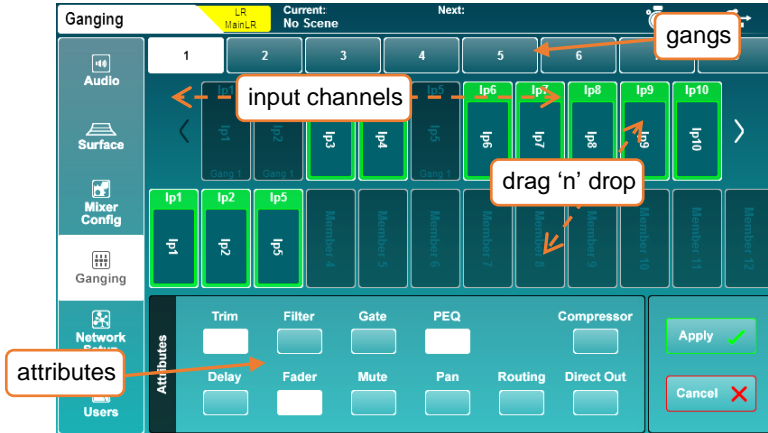 Ganging
LR
MainLR
Current:
No Scene
Next:
gangs
1
2
3
4
5
6
Audio
Surface
Mixer
Config
Ganging
Network
Users
input channels
Ip5
Ip6
Ip7
Ip8
Ip9
Ip10
Ip1
Ip2
Ip3
Ip4
Ip5
Ip6
Ip7
Ip8
Ip9
Ip10
Gang 1
Gang 1
Gang 1
drag ‘n’ drop
Ip1
Ip2
Ip5
Ip1
Ip2
Ip5
Member 4
Member 5
Member 6
Member 7
Member 8
Member 9
Member 10
Member 11
Member 12
attributes
Attributes
Trim
Filter
Gate
PEQ
Compressor
Delay
Fader
Mute
Pan
Routing
Direct Out
Apply
Cancel